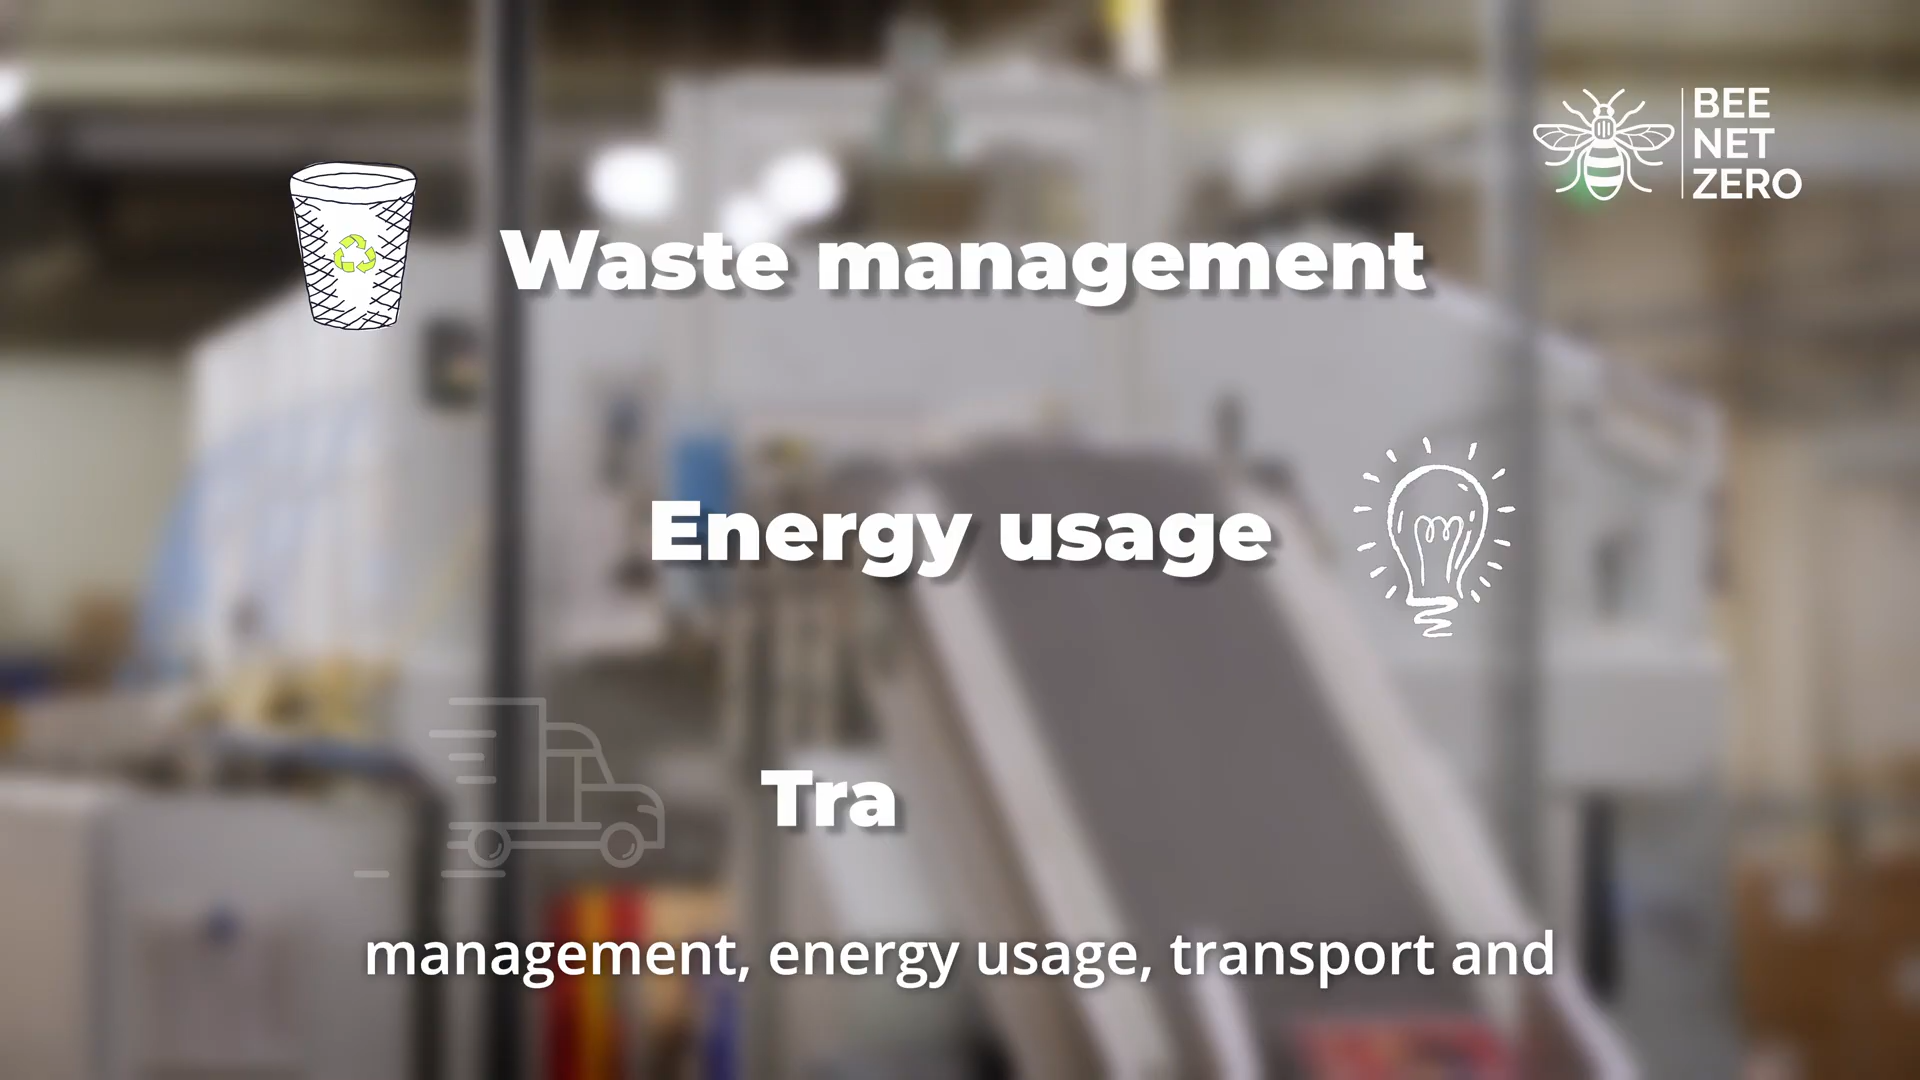 BEE
NET
ZERO
Waste management
Energy usage
Tra
management, energy usage, transport and